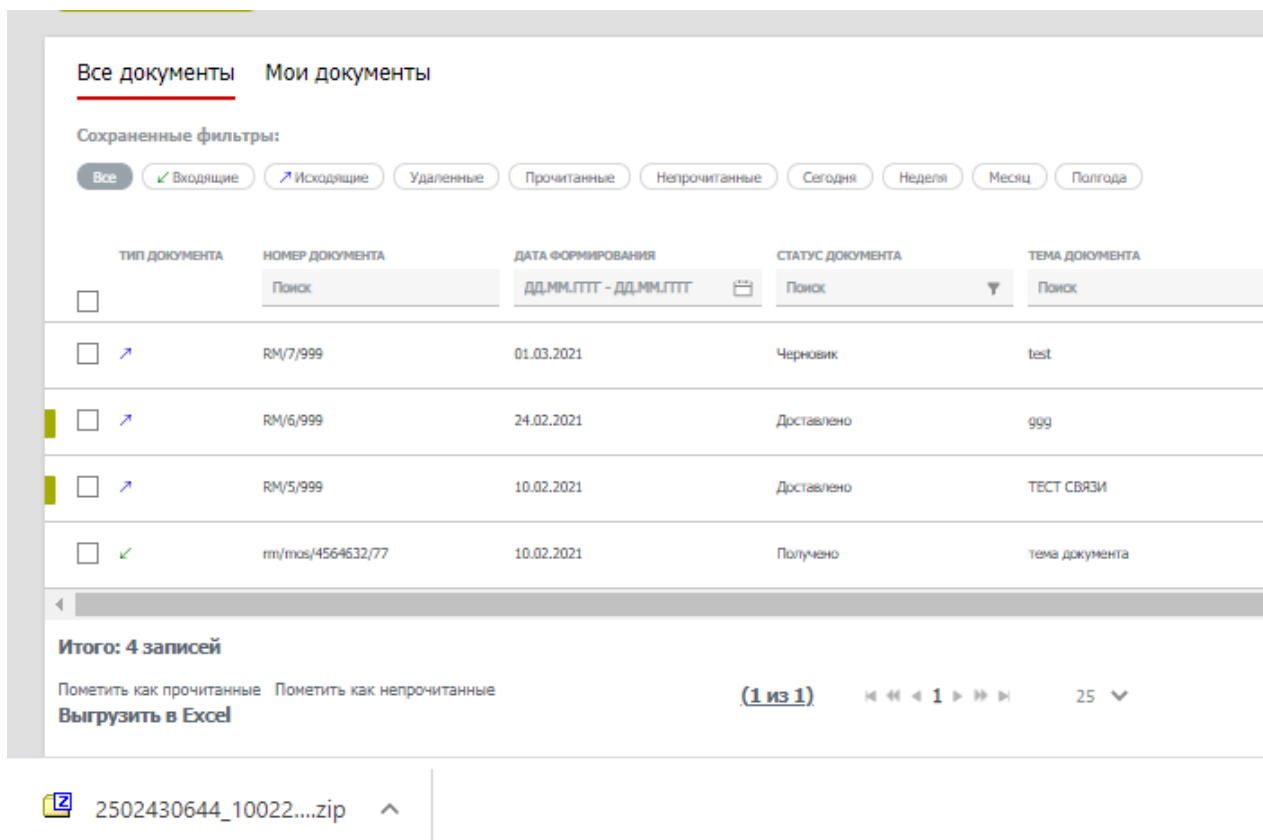 Все документы Мои документы
Сохраненные фильтры:
Все Входящие Исходящие Удаленные Прочитанные Непрочитанные Сегодня Неделя Месяц Полгода
ТИП ДОКУМЕНТА НОМЕР ДОКУМЕНТА ДАТА ФОРМИРОВАНИЯ СТАТУС ДОКУМЕНТА ТЕМА ДОКУМЕНТА
Поиск ДД.ММ.ГГГГ - ДД.ММ.ГГГГ Поиск Поиск
RM/7/999 01.03.2021 Черновик test
RM/6/999 24.02.2021 Доставлено ggg
RM/5/999 10.02.2021 Доставлено ТЕСТ СВЯЗИ
rm/mos/4564632/77 10.02.2021 Получено тема документа
Итого: 4 записей
Пометить как прочитанные Пометить как непрочитанные
(1 из 1) 1 25
Выгрузить в Excel
2502430644_10022....zip